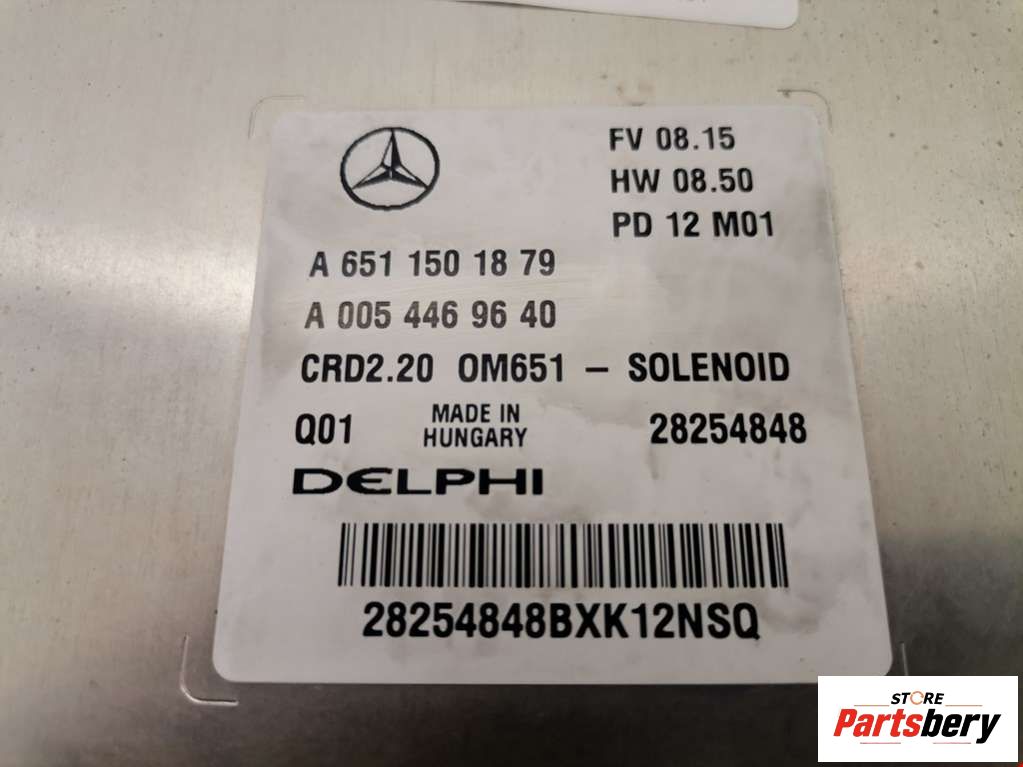 FV 08.15
HW 08.50
PD 12 M01
A 651 150 18 79
A 005 446 96 40
CRD2.20 OM651 – SOLENOID
Q01 MADE IN HUNGARY 28254848
DELPHI
28254848BXK12NSQ
STORE
Partsbery